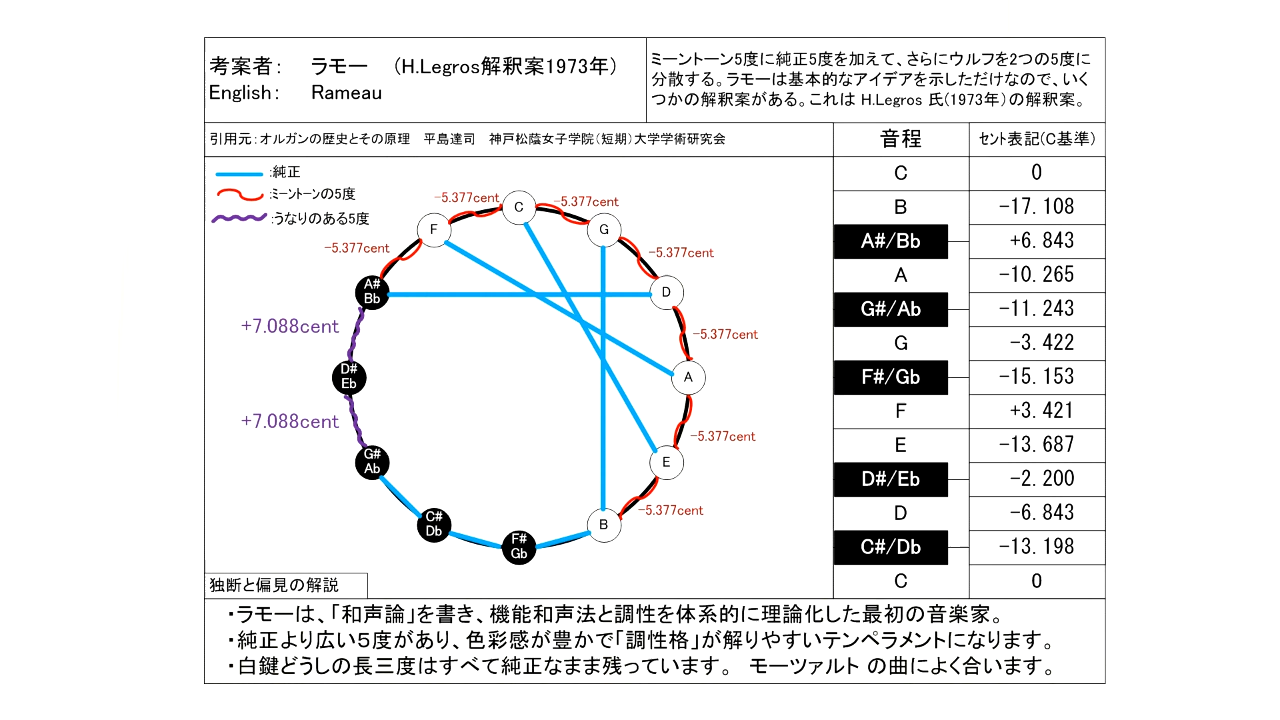 考案者： ラモー （H.Legros解釈案1973年）
English： Rameau
ミーントーン5度に純正5度を加えて、さらにウルフを2つの5度に
分散する。ラモーは基本的なアイデアを示しただけなので、いく
つかの解釈案がある。これは H.Legros 氏（1973年）の解釈案。
引用元：オルガンの歴史とその原理 平島達司 神戸松蔭女子学院（短期）大学学術研究会
音程 セント表記(C基準)
:純正
:ミーントーンの5度
:うなりのある5度
-5.377cent
-5.377cent
-5.377cent
-5.377cent
-5.377cent
-5.377cent
-5.377cent
+7.088cent
+7.088cent
C
G
D
A
E
B
F#
Gb
C#
Db
G#
Ab
D#
Eb
A#
Bb
F
C 0
B -17.108
A#/Bb +6.843
A -10.265
G#/Ab -11.243
G -3.422
F#/Gb -15.153
F +3.421
E -13.687
D#/Eb -2.200
D -6.843
C#/Db -13.198
C 0
独断と偏見の解説
・ラモーは、「和声論」を書き、機能和声法と調性を体系的に理論化した最初の音楽家。
・純正より広い５度があり、色彩感が豊かで「調性格」が解りやすいテンペラメントになります。
・白鍵どうしの長三度はすべて純正なまま残っています。 モーツァルト の曲によく合います。